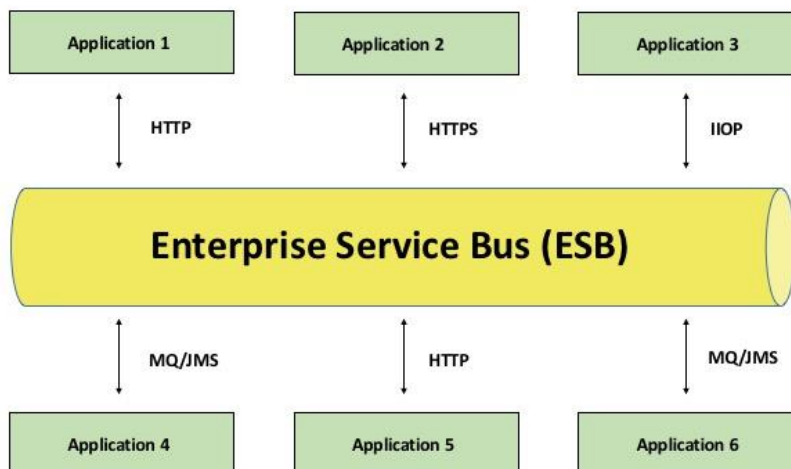 Application 1
Application 2
Application 3
HTTP
HTTPS
IIOP
Enterprise Service Bus (ESB)
MQ/JMS
HTTP
MQ/JMS
Application 4
Application 5
Application 6